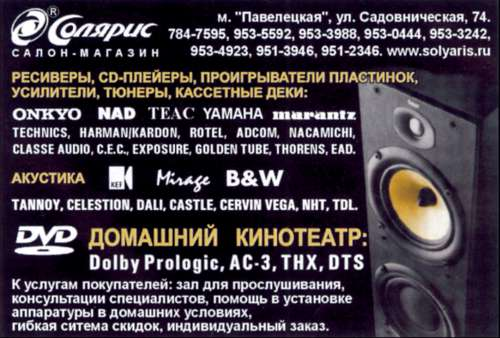 ® Солярис
САЛОН-МАГАЗИН
м. "Павелецкая", ул. Садовническая, 74.
784-7595, 953-5592, 953-3988, 953-0444, 953-3242,
953-4923, 951-3946, 951-2346. www.solyaris.ru
РЕСИВЕРЫ, CD-ПЛЕЙЕРЫ, ПРОИГРЫВАТЕЛИ ПЛАСТИНОК,
УСИЛИТЕЛИ, ТЮНЕРЫ, КАССЕТНЫЕ ДЕКИ:
ONKYO NAD TEAC YAMAHA marantz
TECHNICS, HARMAN/KARDON, ROTEL, ADCOM, NACAMICHI,
CLASSE AUDIO, C.E.C., EXPOSURE, GOLDEN TUBE, THORENS, EAD.
АКУСТИКА KEF Mirage B&W
TANNOY, CELESTION, DALI, CASTLE, CERVIN VEGA, NHT, TDL.
DVD ДОМАШНИЙ КИНОТЕАТР:
Dolby Prologic, AC-3, THX, DTS
К услугам покупателей: зал для прослушивания,
консультации специалистов, помощь в установке
аппаратуры в домашних условиях,
гибкая ситема скидок, индивидуальный заказ.